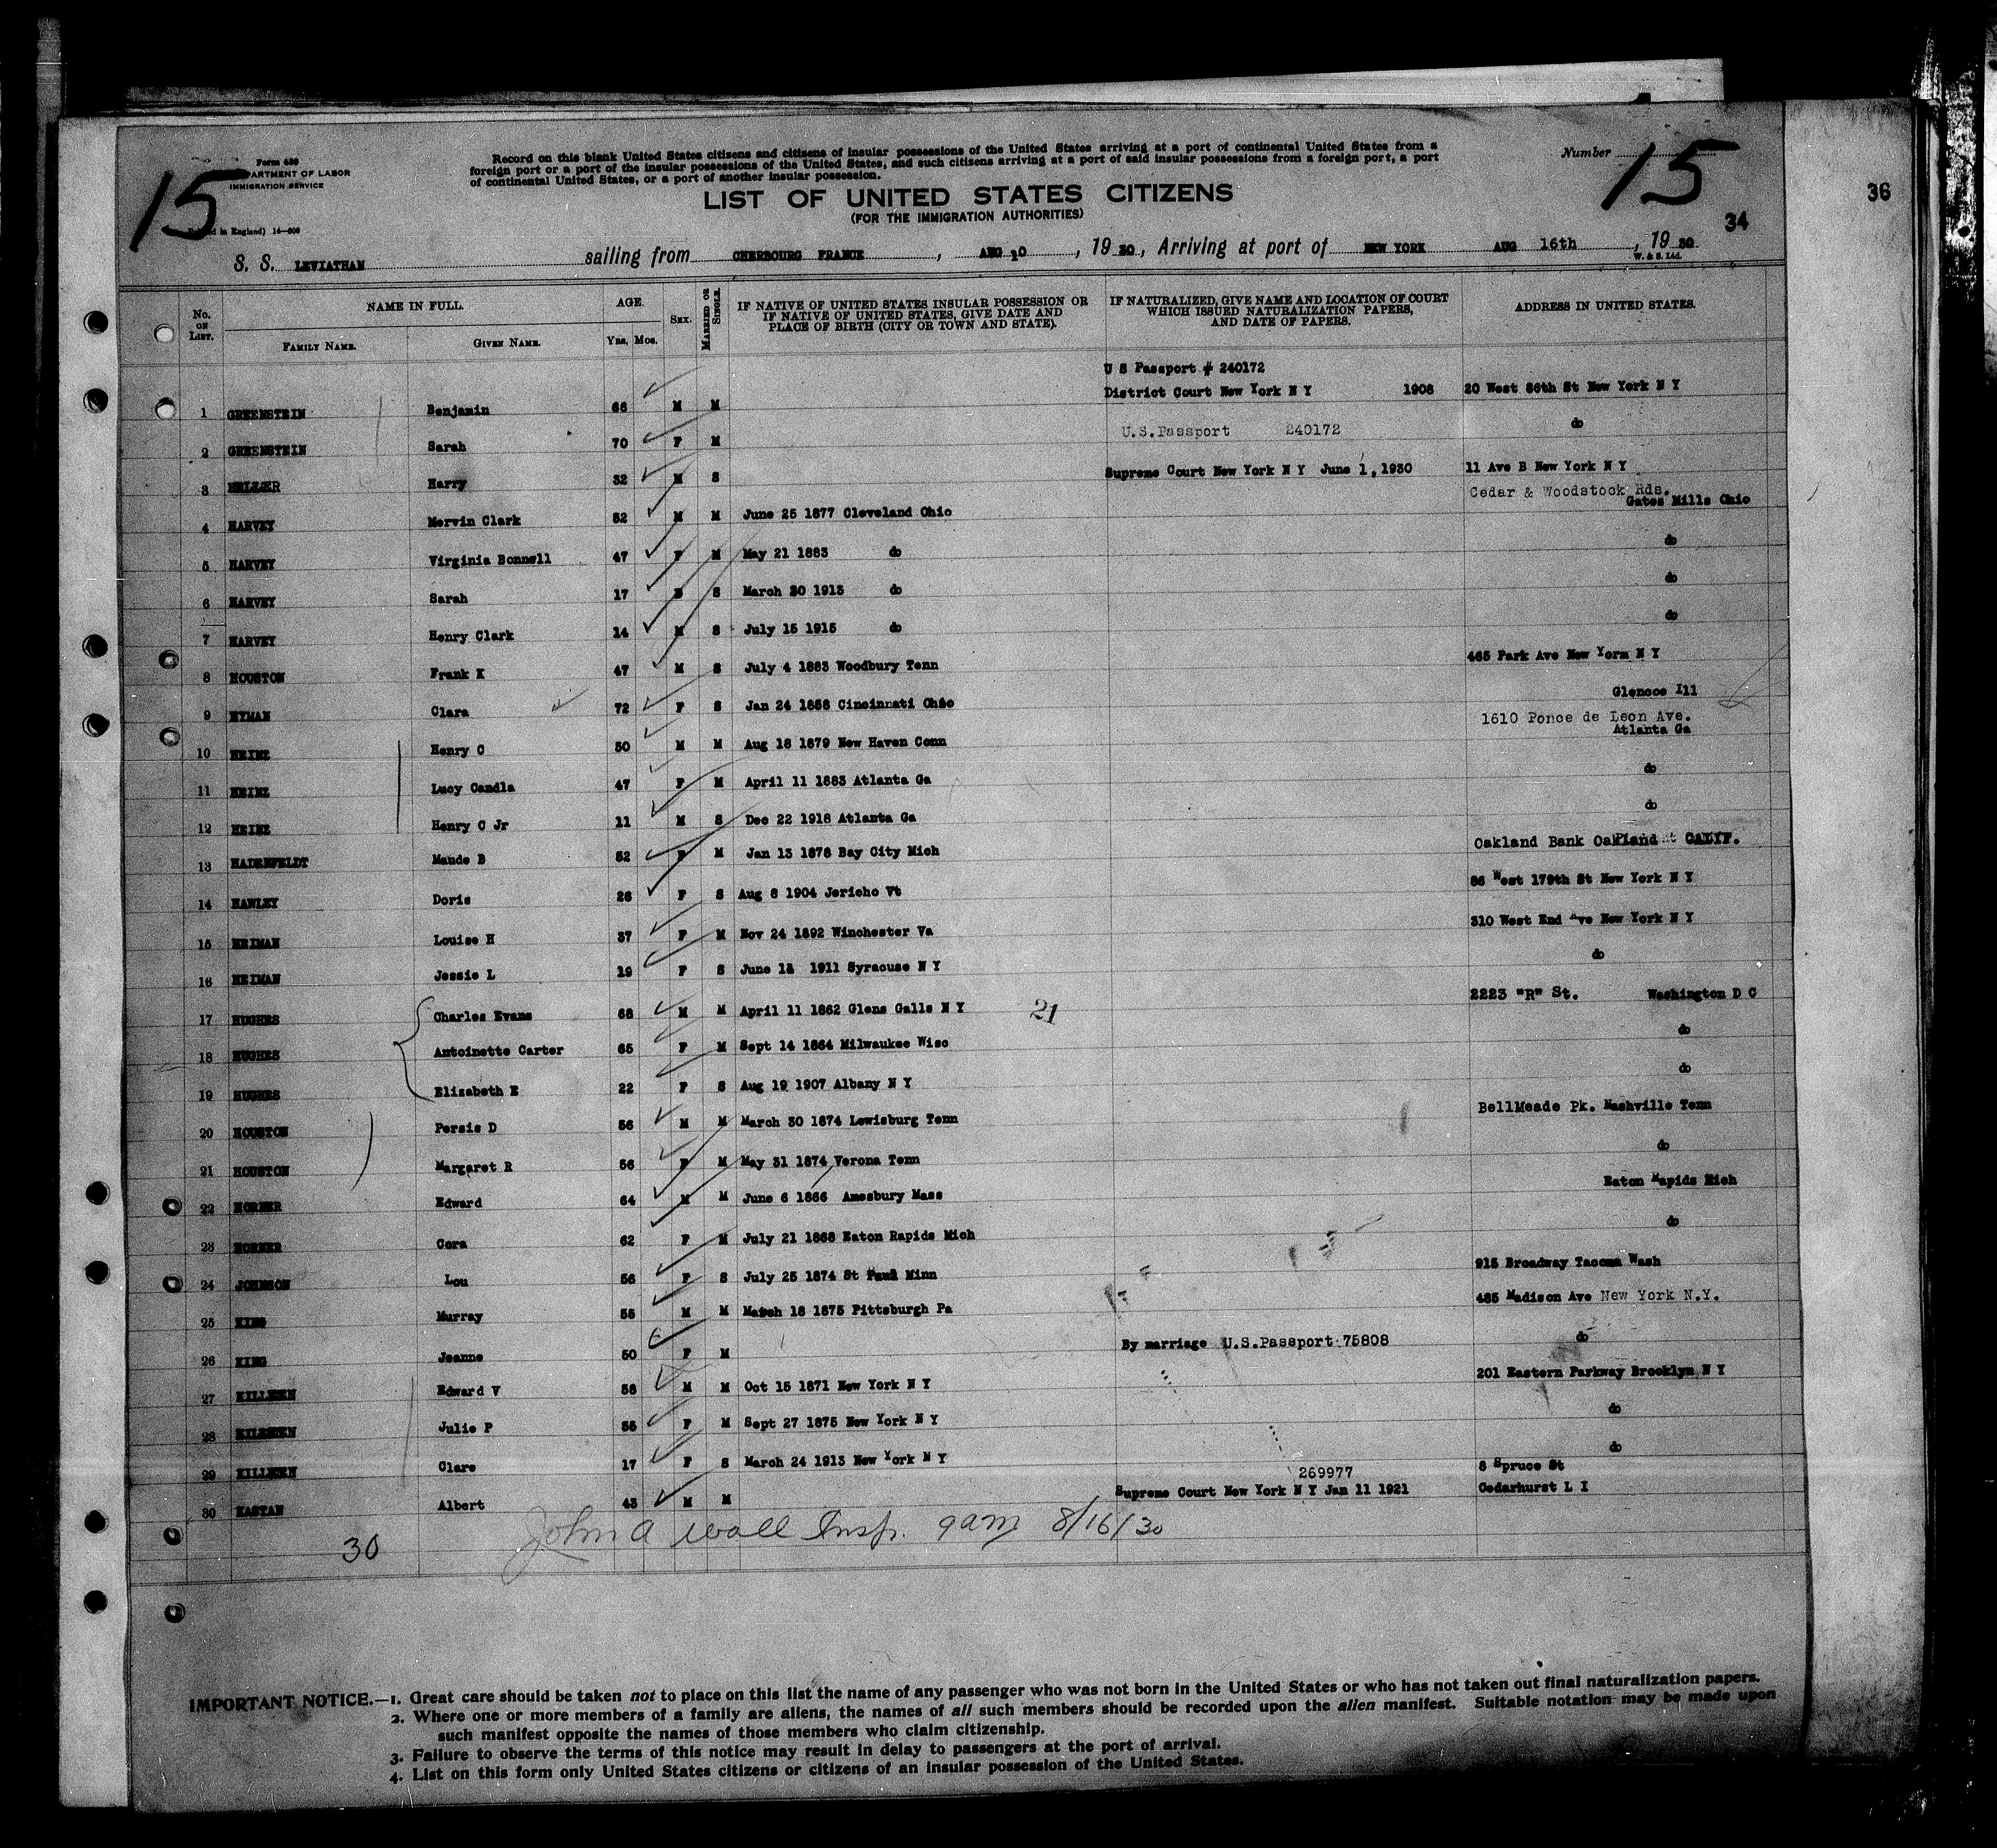 Form 630
PARTMENT OF LABOR
IMMIGRATION SERVICE
in England) 14-606
15
Record on this blank United States citizens and citizens of insular possessions of the United States arriving at a port of continental United States from a
foreign port or a part of the insular possessions of the United States, and such citizens arriving at a port of said insular possessions from a foreign port, a port
of continental United States, or a port of another insular possession.
LIST OF UNITED STATES CITIZENS
(FOR THE IMMIGRATION AUTHORITIES)
Number
15
34
36
S. S. LEVIATHAN sailing from CHERBOURG FRANCE , AUG 10 , 19 30 , Arriving at port of NEW YORK AUG 16th , 19 30
W. & S. Ltd.
No. ON LIST. NAME IN FULL. FAMILY NAME. GIVEN NAME. AGE. YRS. MOS. SEX. MARRIED OR SINGLE. IF NATIVE OF UNITED STATES INSULAR POSSESSION OR IF NATIVE OF UNITED STATES, GIVE DATE AND PLACE OF BIRTH (CITY OR TOWN AND STATE). IF NATURALIZED, GIVE NAME AND LOCATION OF COURT WHICH ISSUED NATURALIZATION PAPERS, AND DATE OF PAPERS. ADDRESS IN UNITED STATES.
U S Passport # 240172
1 GREENSTEIN Benjamin 66 M M District Court New York N Y 1908 20 West 86th St New York N Y
2 GREENSTEIN Sarah 70 F M U.S.Passport 240172 do
3 HELLER Harry 32 M S Supreme Court New York N Y June 1, 1930 11 Ave B New York N Y
Cedar & Woodstock Rds.
4 HARVEY Mervin Clark 52 M M June 25 1877 Cleveland Ohio Gates Mills Ohio
5 HARVEY Virginia Bonnell 47 F M May 21 1883 do do
6 HARVEY Sarah 17 S March 30 1913 do do
7 HARVEY Henry Clark 14 M S July 15 1915 do do
8 HOUSTON Frank K 47 M S July 4 1883 Woodbury Tenn 465 Park Ave New Yorm N Y
9 HYMAN Clara 72 F S Jan 24 1858 Cincinnati Ohio Glencoe Ill
1610 Ponce de Leon Ave.
10 HEINZ Henry C 50 M M Aug 18 1879 New Haven Conn Atlanta Ga
11 HEINZ Lucy Candla 47 F M April 11 1883 Atlanta Ga do
12 HEINZ Henry C Jr 11 M S Dec 22 1918 Atlanta Ga do
13 HADENFELDT Maude B 52 F M Jan 13 1878 Bay City Mich Oakland Bank Oakland CALIF.
14 HAWLEY Doris 26 F S Aug 8 1904 Jericho Vt 86 West 179th St New York N Y
15 HEIMAN Louise H 37 F M Nov 24 1892 Winchester Va 310 West End Ave New York N Y
16 HEIMAN Jessie L 19 F S June 1911 Syracuse N Y do
17 HUGHES Charles Evans 68 M M April 11 1862 Glens Galls N Y 21 2223 "R" St. Washington D C
18 HUGHES Antoinette Carter 65 F M Sept 14 1864 Milwaukee Wisc do
19 HUGHES Elizabeth E 22 F S Aug 19 1907 Albany N Y do
20 HOUSTON Persis D 56 M M March 30 1874 Lewisburg Tenn BellMeade Pk. Nashville Tenn
21 HOUSTON Margaret R 56 F M May 31 1874 Verona Tenn do
22 HORNER Edward 64 M M June 6 1866 Amesbury Mass Eaton Rapids Mich
23 HORNER Cora 62 F M July 21 1868 Eaton Rapids Mich do
24 JOHNSON Lou 56 F S July 25 1874 St Paul Minn 915 Broadway Tacoma Wash
25 KING Murray 55 M M March 18 1875 Pittsburgh Pa 485 Madison Ave New York N.Y.
26 KING Jeanne 50 F M By marriage U.S.Passport 75808 do
27 KILLEEN Edward V 58 M M Oct 15 1871 New York N Y 201 Eastern Parkway Brooklyn N Y
28 KILLEEN Julie P 55 F M Sept 27 1875 New York N Y do
29 KILLEEN Clare 17 F S March 24 1913 New York N Y do
269977 8 Spruce St
30 KASTAN Albert 43 M M Supreme Court New York N Y Jan 11 1921 Cedarhurst L I
30 John A Wall Insp. 9am 8/16/30
IMPORTANT NOTICE.—1. Great care should be taken not to place on this list the name of any passenger who was not born in the United States or who has not taken out final naturalization papers.
2. Where one or more members of a family are aliens, the names of all such members should be recorded upon the alien manifest. Suitable notation may be made upon
such manifest opposite the names of those members who claim citizenship.
3. Failure to observe the terms of this notice may result in delay to passengers at the port of arrival.
4. List on this form only United States citizens or citizens of an insular possession of the United States.